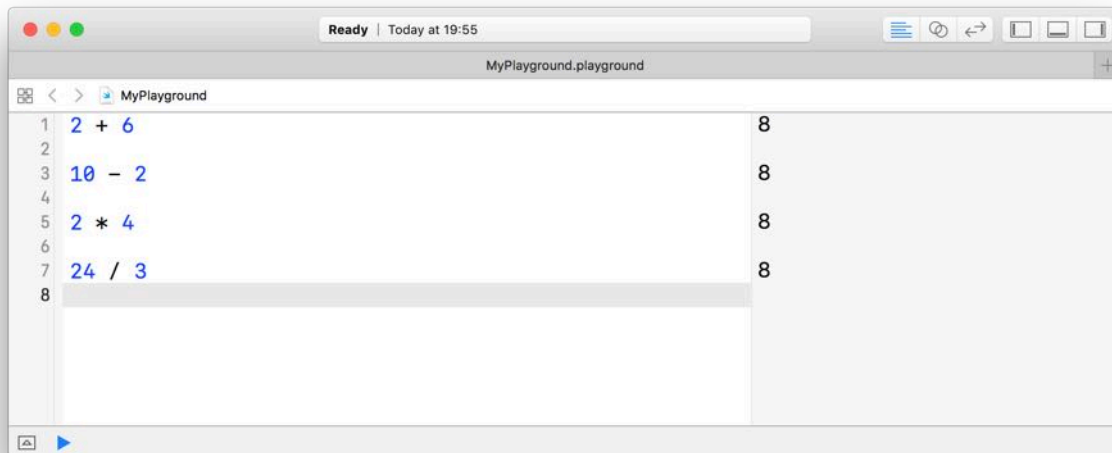 Ready | Today at 19:55
MyPlayground.playground
MyPlayground
1 2 + 6 8
2
3 10 - 2 8
4
5 2 * 4 8
6
7 24 / 3 8
8